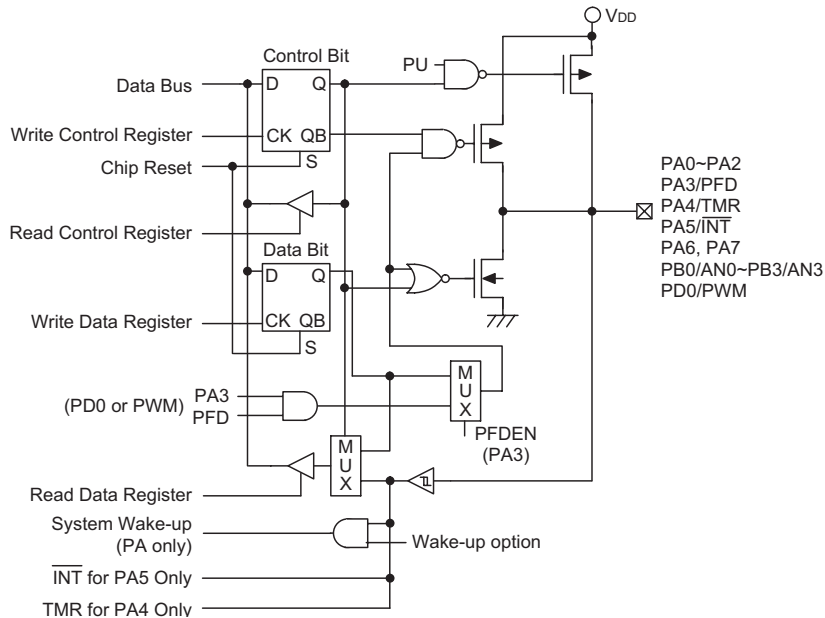 VDD
Control Bit
PU
Data Bus
D Q
Write Control Register
CK QB
Chip Reset
S
PA0~PA2
PA3/PFD
PA4/TMR
PA5/I̅N̅T̅
PA6, PA7
PB0/AN0~PB3/AN3
PD0/PWM
Read Control Register
Data Bit
D Q
Write Data Register
CK QB
S
(PD0 or PWM)
PA3
PFD
MUX
PFDEN
(PA3)
MUX
Read Data Register
System Wake-up
(PA only)
Wake-up option
I̅N̅T̅ for PA5 Only
TMR for PA4 Only